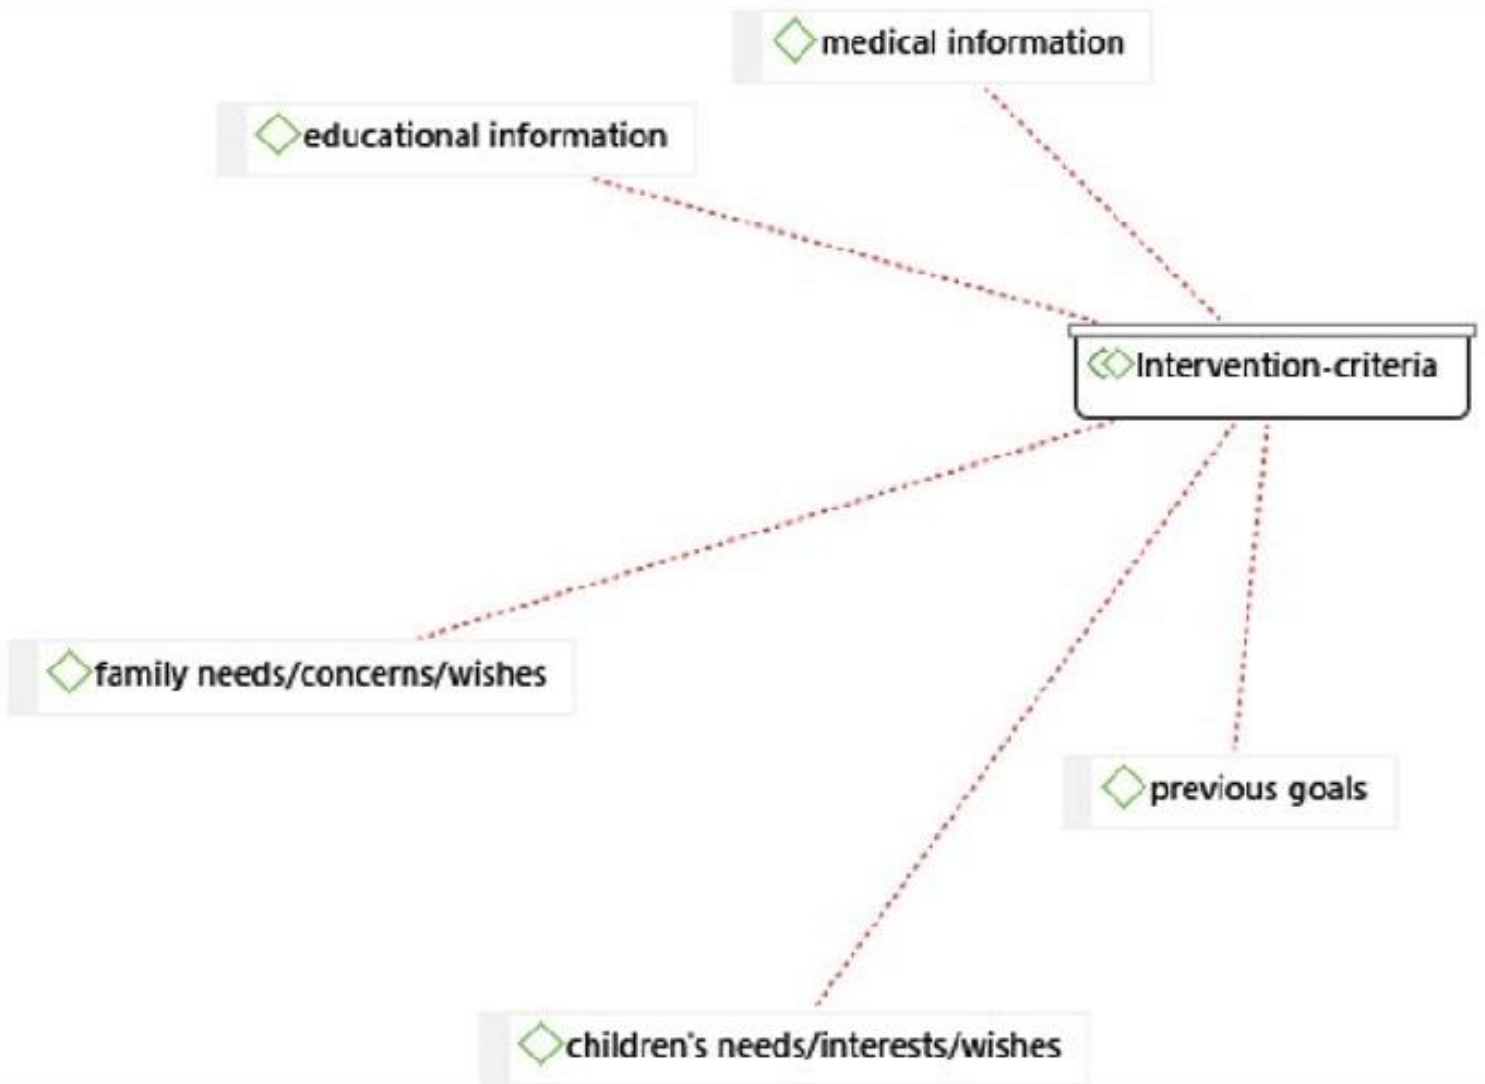 medical information
educational information
Intervention-criteria
family needs/concerns/wishes
previous goals
children's needs/interests/wishes